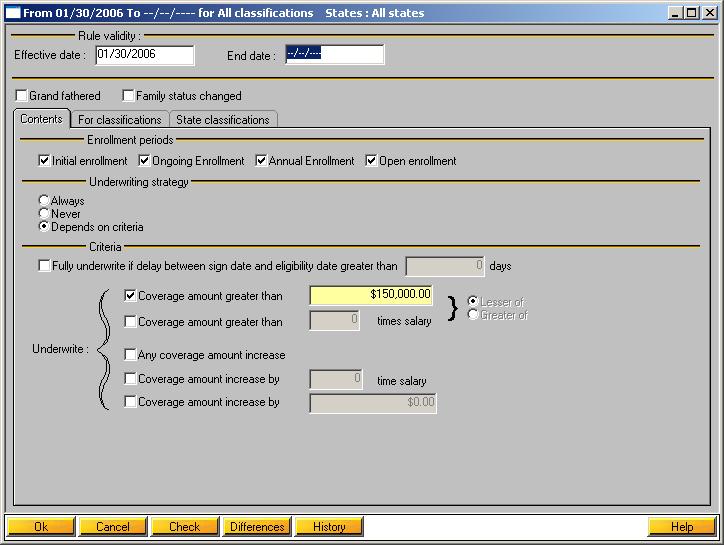 From 01/30/2006 To --/--/---- for All classifications States : All states
Rule validity :
Effective date : 01/30/2006 End date : --/--/----
Grand fathered Family status changed
Contents For classifications State classifications
Enrollment periods
Initial enrollment Ongoing Enrollment Annual Enrollment Open enrollment
Underwriting strategy
Always
Never
Depends on criteria
Criteria
Fully underwrite if delay between sign date and eligibility date greater than 0 days
Coverage amount greater than $150,000.00 Lesser of
Coverage amount greater than 0 times salary Greater of
Underwrite :
Any coverage amount increase
Coverage amount increase by 0 time salary
Coverage amount increase by $0.00
Ok Cancel Check Differences History Help